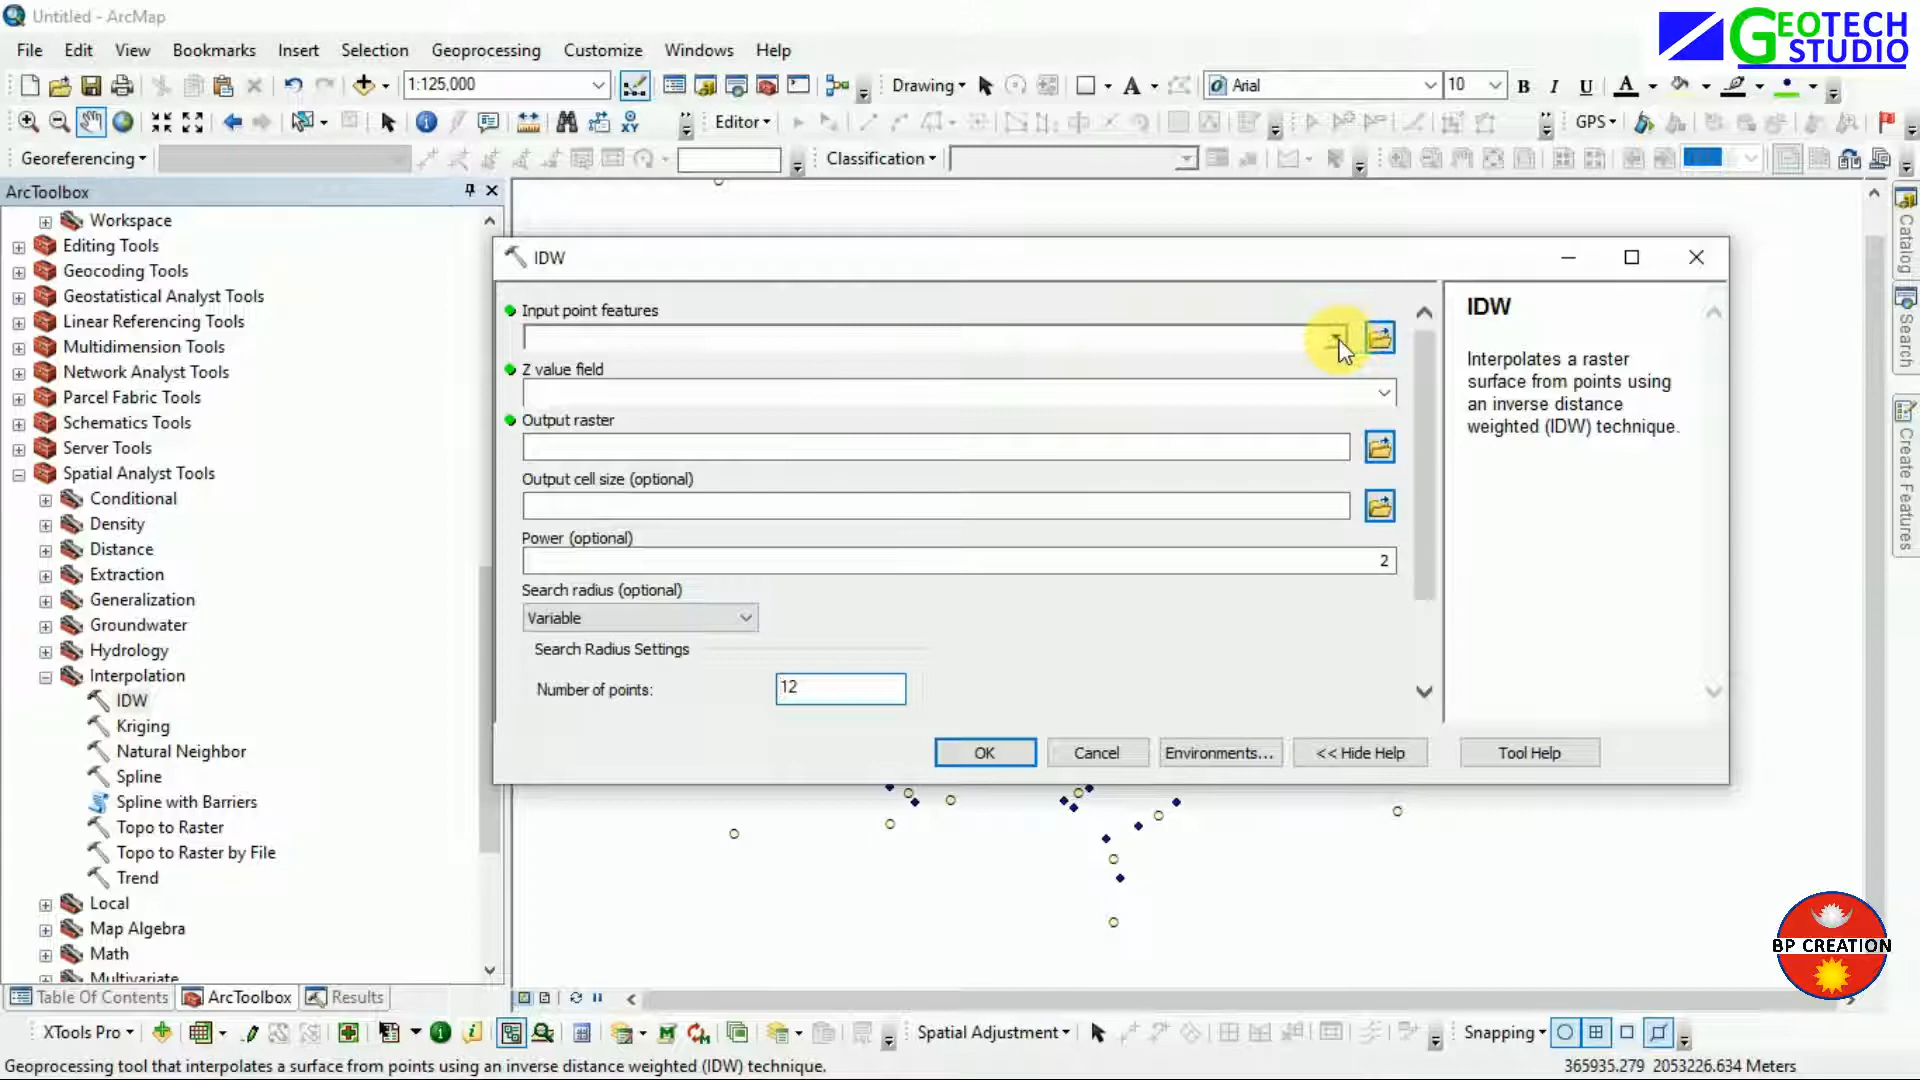 Untitled - ArcMap
GEOTECH STUDIO
File Edit View Bookmarks Insert Selection Geoprocessing Customize Windows Help
1:125,000 Drawing Arial 10 B I U A
Editor GPS
Georeferencing Classification
ArcToolbox
Workspace
Editing Tools
Geocoding Tools
Geostatistical Analyst Tools
Linear Referencing Tools
Multidimension Tools
Network Analyst Tools
Parcel Fabric Tools
Schematics Tools
Server Tools
Spatial Analyst Tools
Conditional
Density
Distance
Extraction
Generalization
Groundwater
Hydrology
Interpolation
IDW
Kriging
Natural Neighbor
Spline
Spline with Barriers
Topo to Raster
Topo to Raster by File
Trend
Local
Map Algebra
Math
Multivariate
IDW
Input point features
Z value field
Output raster
Output cell size (optional)
Power (optional)
2
Search radius (optional)
Variable
Search Radius Settings
Number of points: 12
OK Cancel Environments... << Hide Help Tool Help
IDW
Interpolates a raster
surface from points using
an inverse distance
weighted (IDW) technique.
Catalog
Search
Create Features
BP CREATION
Table Of Contents ArcToolbox Results
XTools Pro Spatial Adjustment Snapping
Geoprocessing tool that interpolates a surface from points using an inverse distance weighted (IDW) technique.
365935.279 2053226.634 Meters